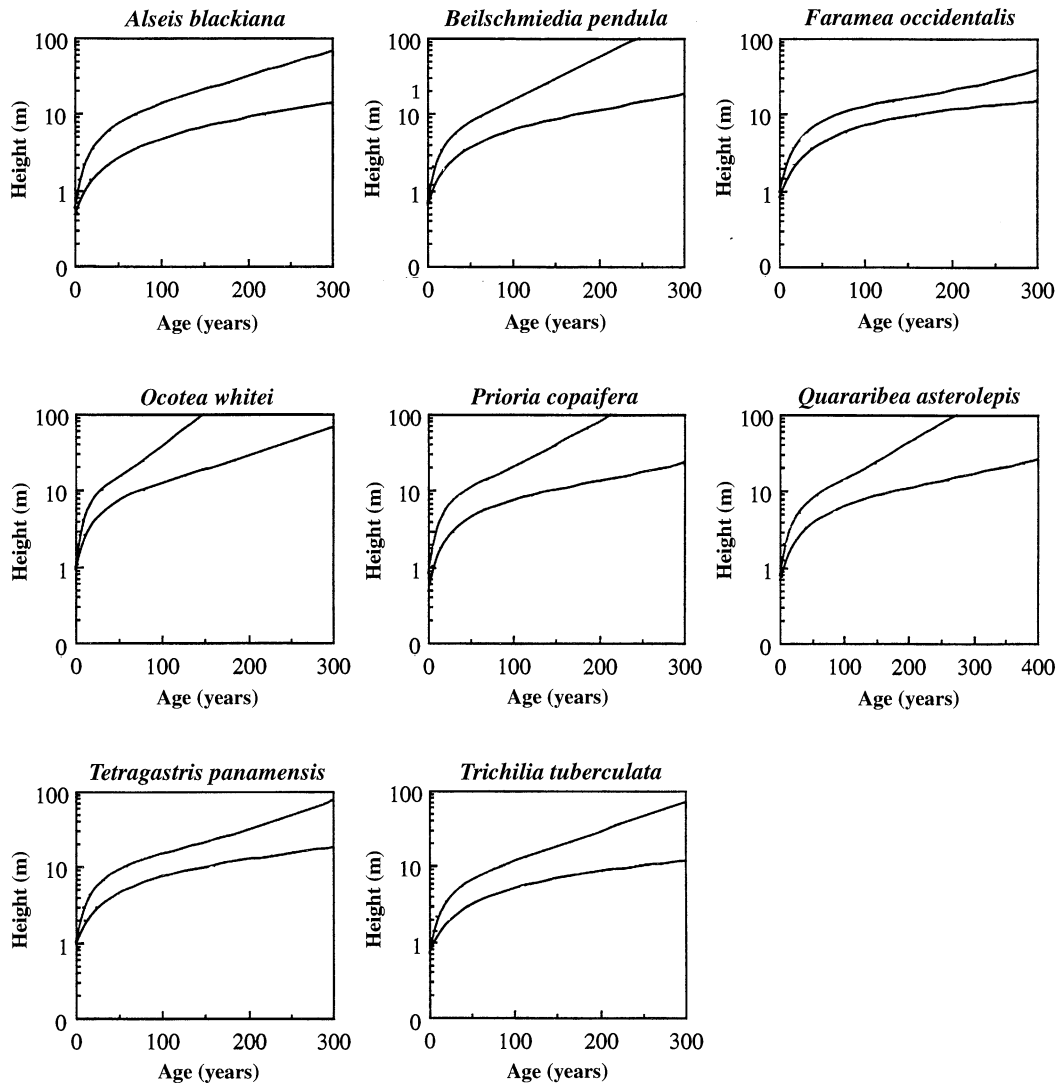 Alseis blackiana
Height (m)
100
10
1
0
0 100 200 300
Age (years)
Beilschmiedia pendula
Height (m)
100
1
10
1
0
0 100 200 300
Age (years)
Faramea occidentalis
Height (m)
100
10
1
0
0 100 200 300
Age (years)
Ocotea whitei
Height (m)
100
10
1
0
0 100 200 300
Age (years)
Prioria copaifera
Height (m)
100
10
1
0
0 100 200 300
Age (years)
Quararibea asterolepis
Height (m)
100
10
1
0
0 100 200 300 400
Age (years)
Tetragastris panamensis
Height (m)
100
10
1
0
0 100 200 300
Age (years)
Trichilia tuberculata
Height (m)
100
10
1
0
0 100 200 300
Age (years)